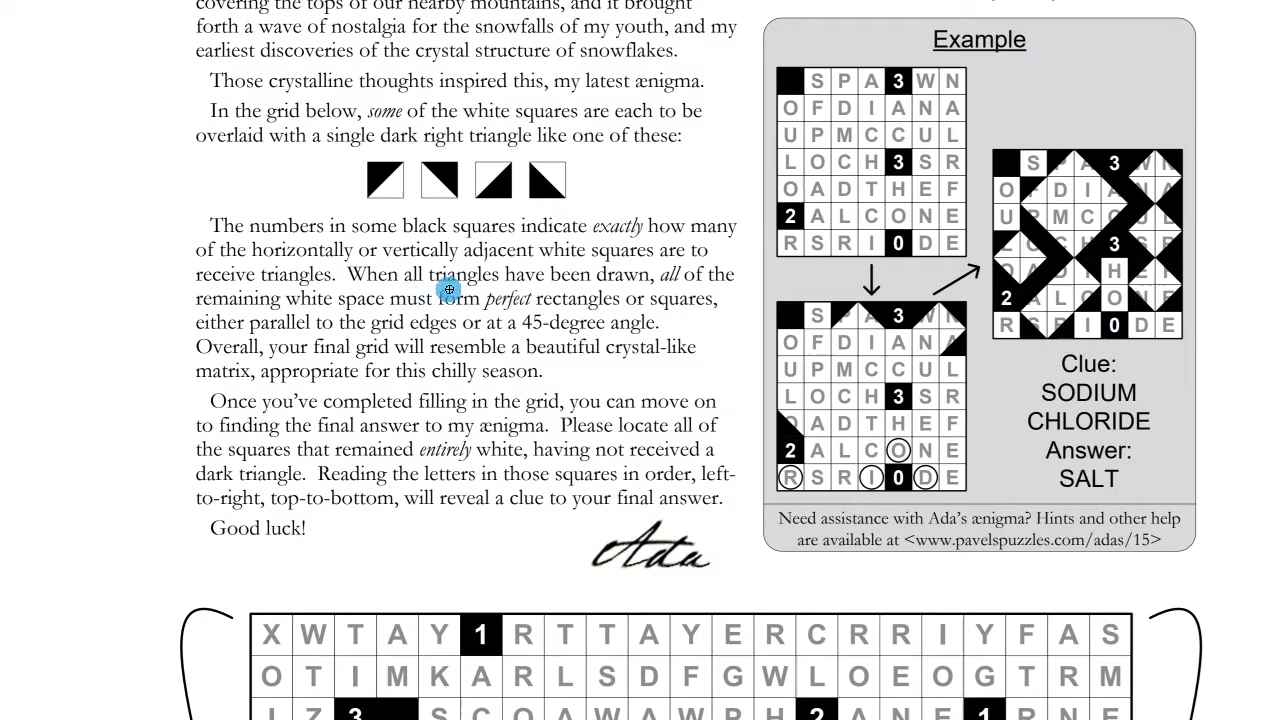 covering the tops of our nearby mountains, and it brought
forth a wave of nostalgia for the snowfalls of my youth, and my
earliest discoveries of the crystal structure of snowflakes.
Those crystalline thoughts inspired this, my latest ænigma.
In the grid below, some of the white squares are each to be
overlaid with a single dark right triangle like one of these:
The numbers in some black squares indicate exactly how many
of the horizontally or vertically adjacent white squares are to
receive triangles. When all triangles have been drawn, all of the
remaining white space must form perfect rectangles or squares,
either parallel to the grid edges or at a 45-degree angle.
Overall, your final grid will resemble a beautiful crystal-like
matrix, appropriate for this chilly season.
Once you've completed filling in the grid, you can move on
to finding the final answer to my ænigma. Please locate all of
the squares that remained entirely white, having not received a
dark triangle. Reading the letters in those squares in order, left-
to-right, top-to-bottom, will reveal a clue to your final answer.
Good luck!
Ada
Example
S P A 3 W N
O F D I A N A
U P M C C U L
L O C H 3 S R
O A D T H E F
2 A L C O N E
R S R I 0 D E
S P A 3 W N
O F D I A N A
U P M C C U L
L O C H 3 S R
O A D T H E F
2 A L C O N E
R S R I 0 D E
S P A 3 W N
O F D I A N A
U P M C C U L
L O C H 3 S R
O A D T H E F
2 A L C O N E
R S R I 0 D E
Clue:
SODIUM
CHLORIDE
Answer:
SALT
Need assistance with Ada's ænigma? Hints and other help
are available at <www.pavelspuzzles.com/adas/15>
X W T A Y 1 R T T A Y E R C R R I Y F A S
O T I M K A R L S D F G W L O E O G T R M
3 S C O A W A W P H 2 A N E 1 R N E